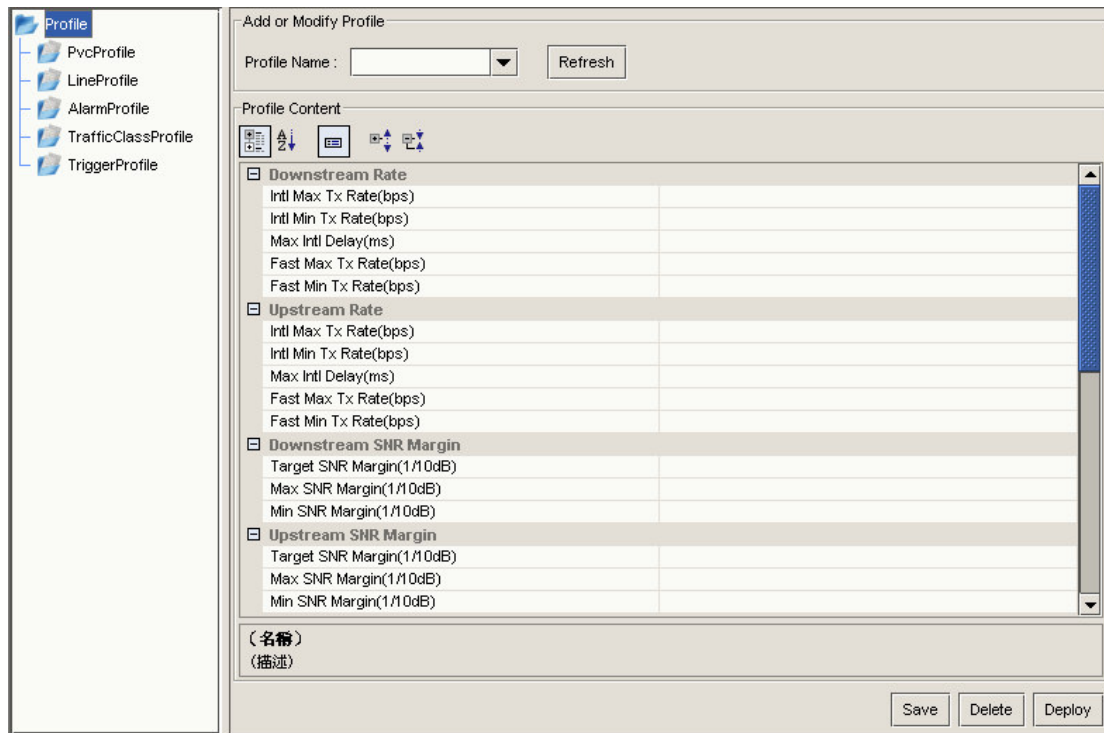 Profile
PvcProfile
LineProfile
AlarmProfile
TrafficClassProfile
TriggerProfile
Add or Modify Profile
Profile Name :
Refresh
Profile Content
Downstream Rate
Intl Max Tx Rate(bps)
Intl Min Tx Rate(bps)
Max Intl Delay(ms)
Fast Max Tx Rate(bps)
Fast Min Tx Rate(bps)
Upstream Rate
Intl Max Tx Rate(bps)
Intl Min Tx Rate(bps)
Max Intl Delay(ms)
Fast Max Tx Rate(bps)
Fast Min Tx Rate(bps)
Downstream SNR Margin
Target SNR Margin(1/10dB)
Max SNR Margin(1/10dB)
Min SNR Margin(1/10dB)
Upstream SNR Margin
Target SNR Margin(1/10dB)
Max SNR Margin(1/10dB)
Min SNR Margin(1/10dB)
(名稱)
(描述)
Save Delete Deploy